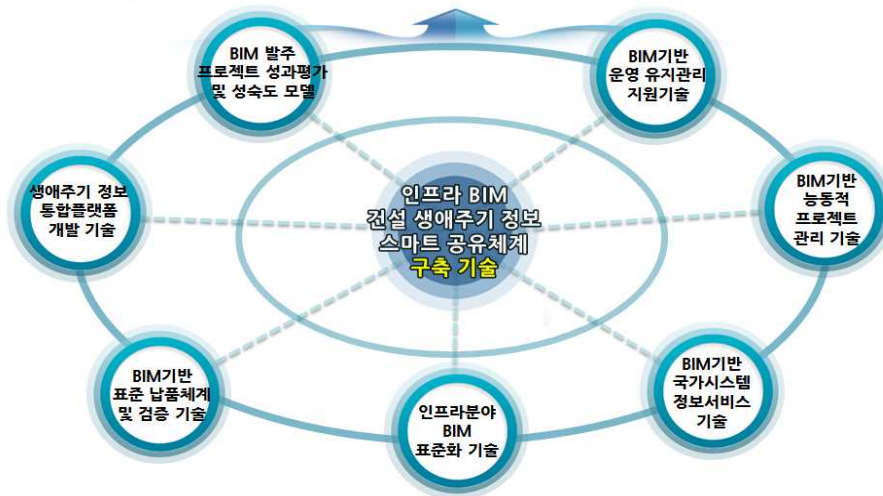 BIM 발주
프로젝트 성과평가
및 성숙도 모델
BIM기반
운영 유지관리
지원기술
생애주기 정보
통합플랫폼
개발 기술
인프라 BIM
건설 생애주기 정보
스마트 공유체계
구축 기술
BIM기반
능동적
프로젝트
관리 기술
BIM기반
표준 납품체계
및 검증 기술
인프라분야
BIM
표준화 기술
BIM기반
국가시스템
정보서비스
기술